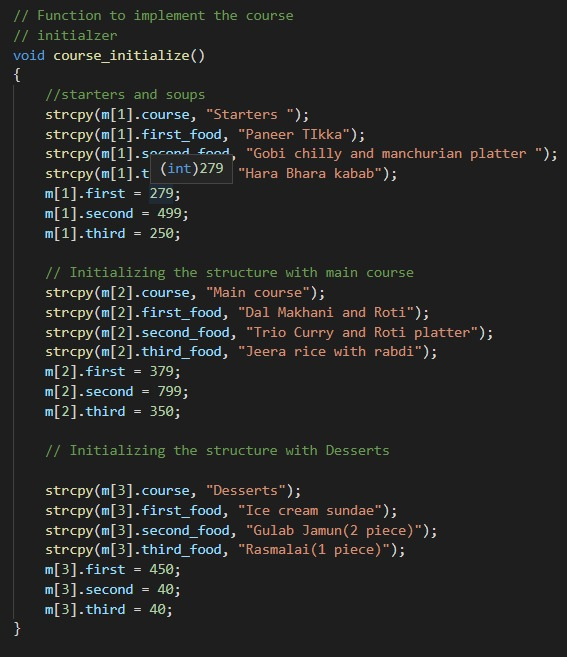 // Function to implement the course
// initialzer
void course_initialize()
{
//starters and soups
strcpy(m[1].course, "Starters ");
strcpy(m[1].first_food, "Paneer TIkka");
strcpy(m[1].second_food, "Gobi chilly and manchurian platter ");
strcpy(m[1].t "Hara Bhara kabab");
(int)279
m[1].first = 279;
m[1].second = 499;
m[1].third = 250;
// Initializing the structure with main course
strcpy(m[2].course, "Main course");
strcpy(m[2].first_food, "Dal Makhani and Roti");
strcpy(m[2].second_food, "Trio Curry and Roti platter");
strcpy(m[2].third_food, "Jeera rice with rabdi");
m[2].first = 379;
m[2].second = 799;
m[2].third = 350;
// Initializing the structure with Desserts
strcpy(m[3].course, "Desserts");
strcpy(m[3].first_food, "Ice cream sundae");
strcpy(m[3].second_food, "Gulab Jamun(2 piece)");
strcpy(m[3].third_food, "Rasmalai(1 piece)");
m[3].first = 450;
m[3].second = 40;
m[3].third = 40;
}